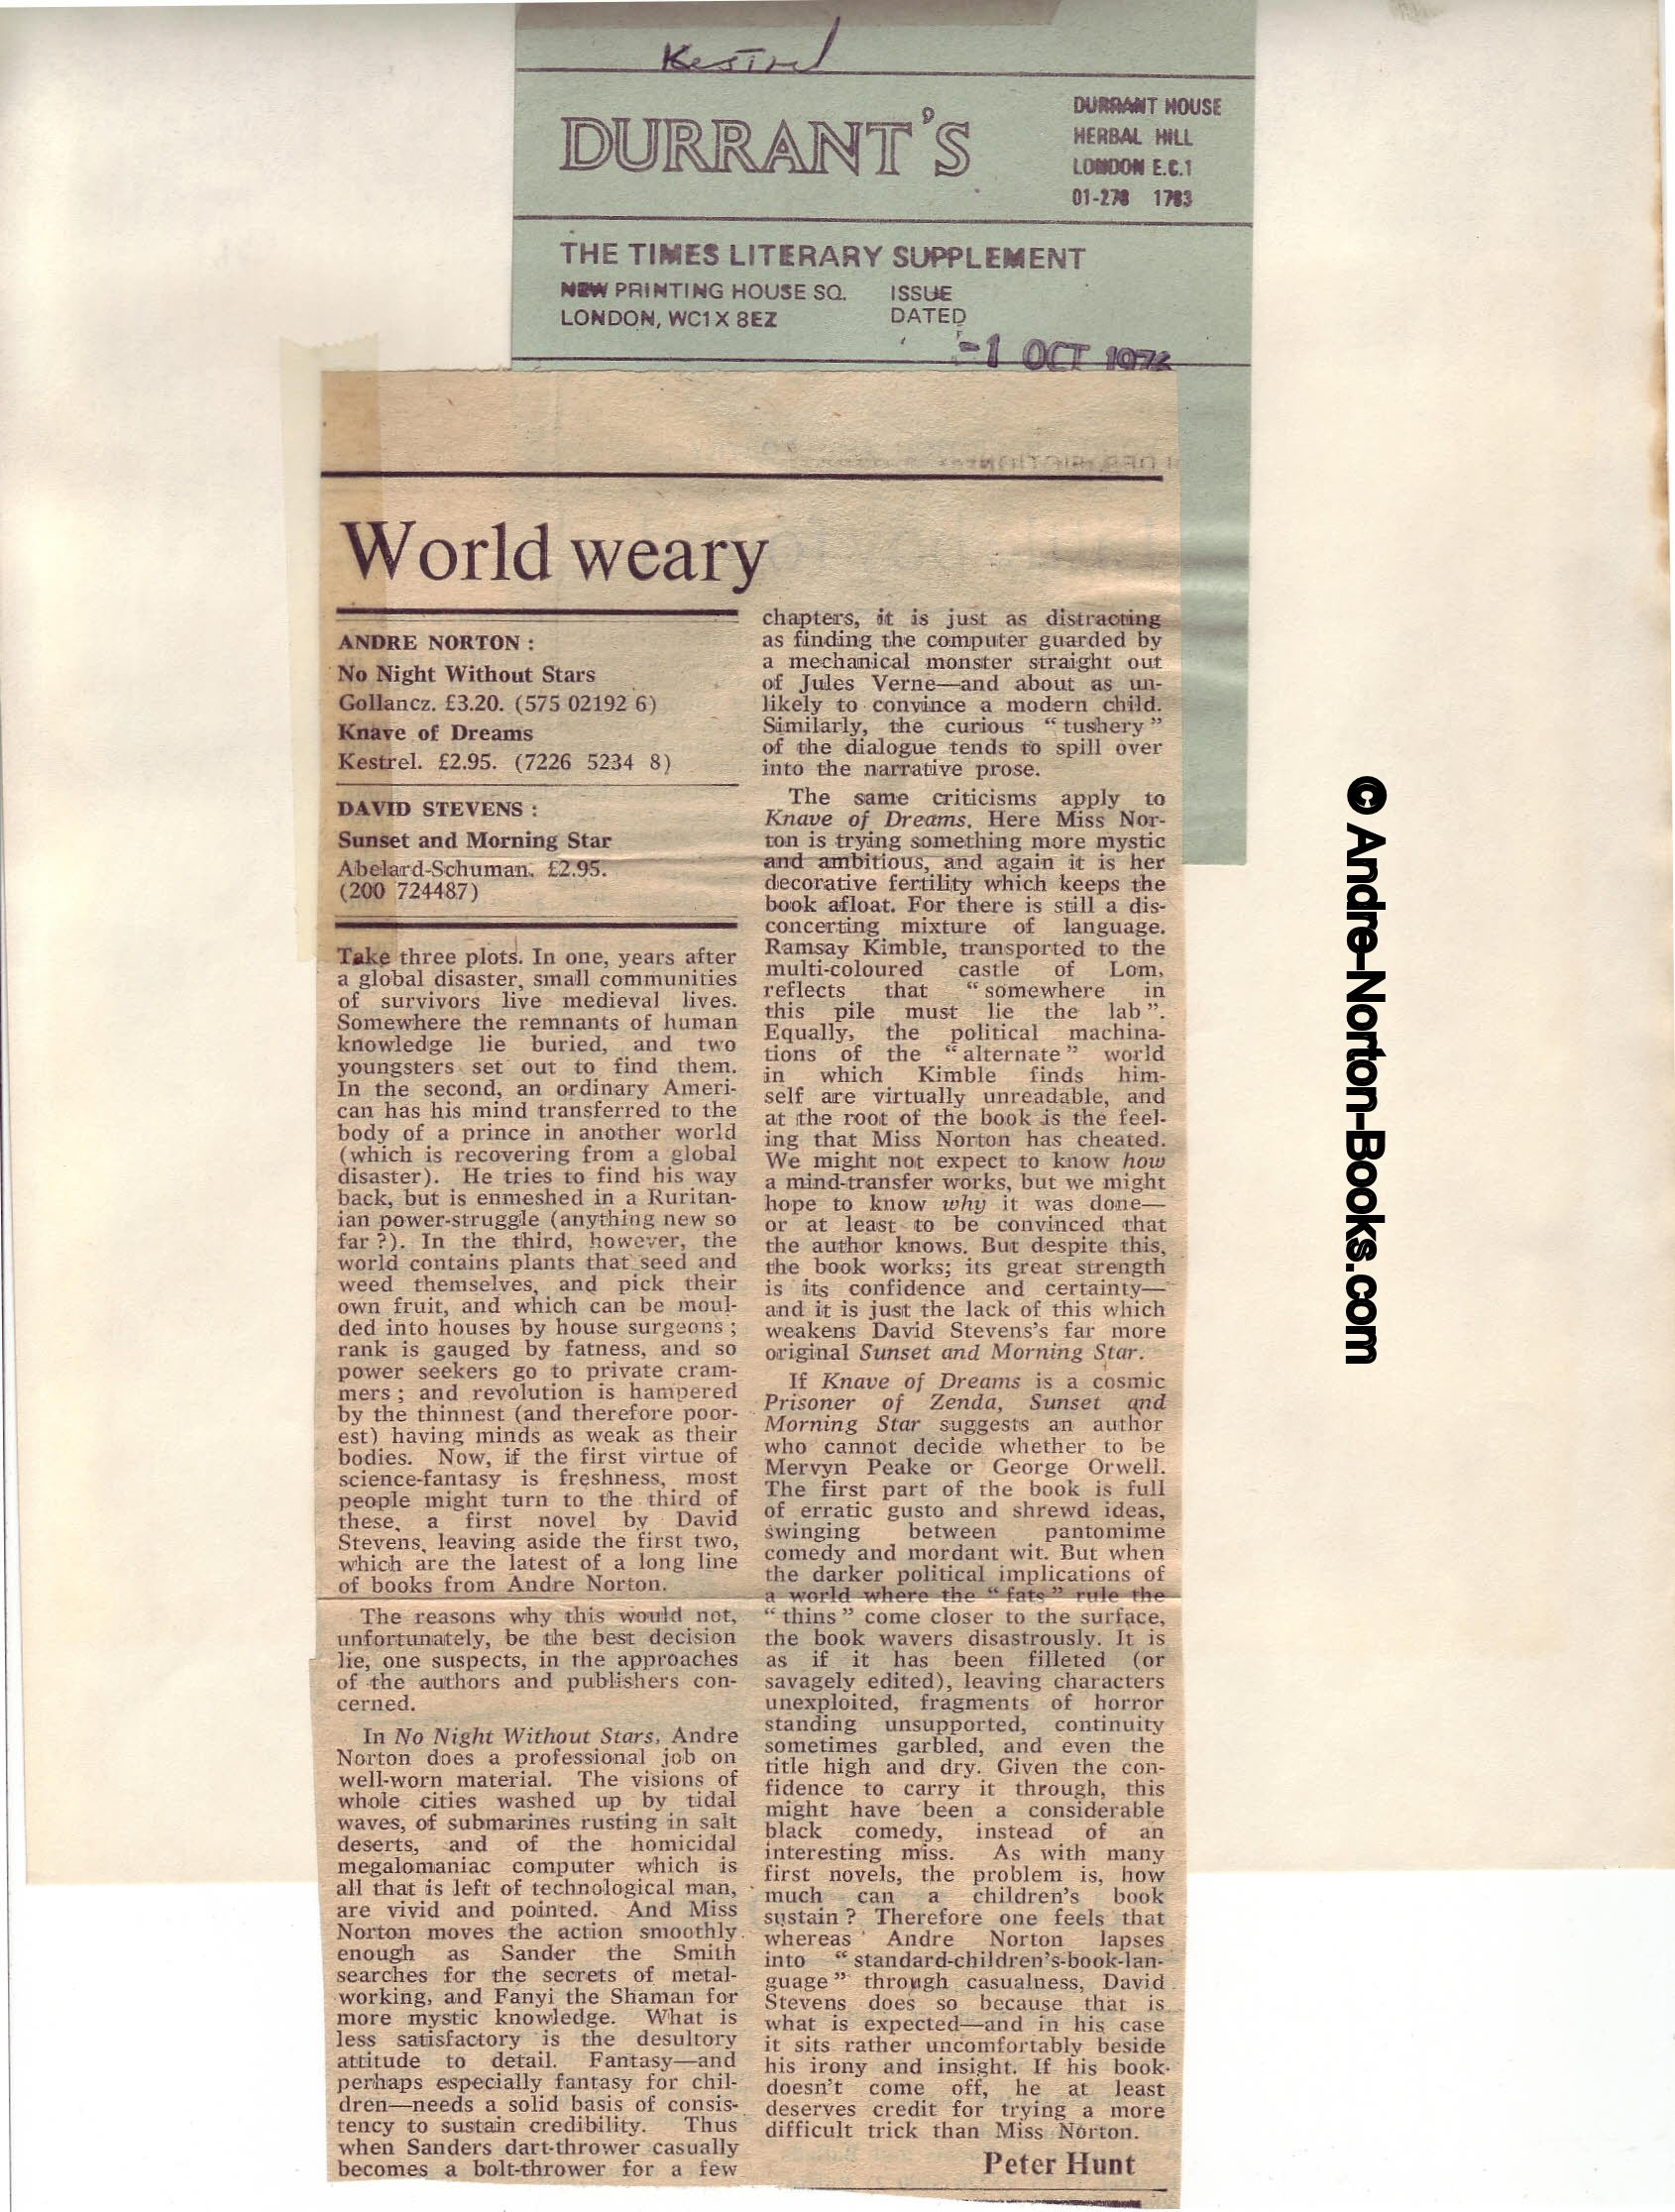 Kestrel
DURRANT'S
DURRANT HOUSE
HERBAL HILL
LONDON E.C.1
01-278 1783
THE TIMES LITERARY SUPPLEMENT
NEW PRINTING HOUSE SQ.
LONDON, WC1X 8EZ
ISSUE
DATED
-1 OCT 1976
World weary
ANDRE NORTON :
No Night Without Stars
Gollancz. £3.20. (575 02192 6)
Knave of Dreams
Kestrel. £2.95. (7226 5234 8)
DAVID STEVENS :
Sunset and Morning Star
Abelard-Schuman. £2.95.
(200 724487)
Take three plots. In one, years after
a global disaster, small communities
of survivors live medieval lives.
Somewhere the remnants of human
knowledge lie buried, and two
youngsters set out to find them.
In the second, an ordinary Ameri-
can has his mind transferred to the
body of a prince in another world
(which is recovering from a global
disaster). He tries to find his way
back, but is enmeshed in a Ruritan-
ian power-struggle (anything new so
far ?). In the third, however, the
world contains plants that seed and
weed themselves, and pick their
own fruit, and which can be moul-
ded into houses by house surgeons ;
rank is gauged by fatness, and so
power seekers go to private cram-
mers ; and revolution is hampered
by the thinnest (and therefore poor-
est) having minds as weak as their
bodies. Now, if the first virtue of
science-fantasy is freshness, most
people might turn to the third of
these, a first novel by David
Stevens, leaving aside the first two,
which are the latest of a long line
of books from Andre Norton.
The reasons why this would not,
unfortunately, be the best decision
lie, one suspects, in the approaches
of the authors and publishers con-
cerned.
In No Night Without Stars, Andre
Norton does a professional job on
well-worn material. The visions of
whole cities washed up by tidal
waves, of submarines rusting in salt
deserts, and of the homicidal
megalomaniac computer which is
all that is left of technological man,
are vivid and pointed. And Miss
Norton moves the action smoothly
enough as Sander the Smith
searches for the secrets of metal-
working, and Fanyi the Shaman for
more mystic knowledge. What is
less satisfactory is the desultory
attitude to detail. Fantasy—and
perhaps especially fantasy for chil-
dren—needs a solid basis of consis-
tency to sustain credibility. Thus
when Sanders dart-thrower casually
becomes a bolt-thrower for a few
chapters, it is just as distracting
as finding the computer guarded by
a mechanical monster straight out
of Jules Verne—and about as un-
likely to convince a modern child.
Similarly, the curious “ tushery ”
of the dialogue tends to spill over
into the narrative prose.
The same criticisms apply to
Knave of Dreams. Here Miss Nor-
ton is trying something more mystic
and ambitious, and again it is her
decorative fertility which keeps the
book afloat. For there is still a dis-
concerting mixture of language.
Ramsay Kimble, transported to the
multi-coloured castle of Lom,
reflects that “ somewhere in
this pile must lie the lab ”.
Equally, the political machina-
tions of the “ alternate ” world
in which Kimble finds him-
self are virtually unreadable, and
at the root of the book is the feel-
ing that Miss Norton has cheated.
We might not expect to know how
a mind-transfer works, but we might
hope to know why it was done—
or at least to be convinced that
the author knows. But despite this,
the book works; its great strength
is its confidence and certainty—
and it is just the lack of this which
weakens David Stevens's far more
original Sunset and Morning Star.
If Knave of Dreams is a cosmic
Prisoner of Zenda, Sunset and
Morning Star suggests an author
who cannot decide whether to be
Mervyn Peake or George Orwell.
The first part of the book is full
of erratic gusto and shrewd ideas,
swinging between pantomime
comedy and mordant wit. But when
the darker political implications of
a world where the “ fats ” rule the
“ thins ” come closer to the surface,
the book wavers disastrously. It is
as if it has been filleted (or
savagely edited), leaving characters
unexploited, fragments of horror
standing unsupported, continuity
sometimes garbled, and even the
title high and dry. Given the con-
fidence to carry it through, this
might have been a considerable
black comedy, instead of an
interesting miss. As with many
first novels, the problem is, how
much can a children's book
sustain ? Therefore one feels that
whereas Andre Norton lapses
into “ standard-children's-book-lan-
guage ” through casualness, David
Stevens does so because that is
what is expected—and in his case
it sits rather uncomfortably beside
his irony and insight. If his book
doesn't come off, he at least
deserves credit for trying a more
difficult trick than Miss Norton.
Peter Hunt
© Andre-Norton-Books.com